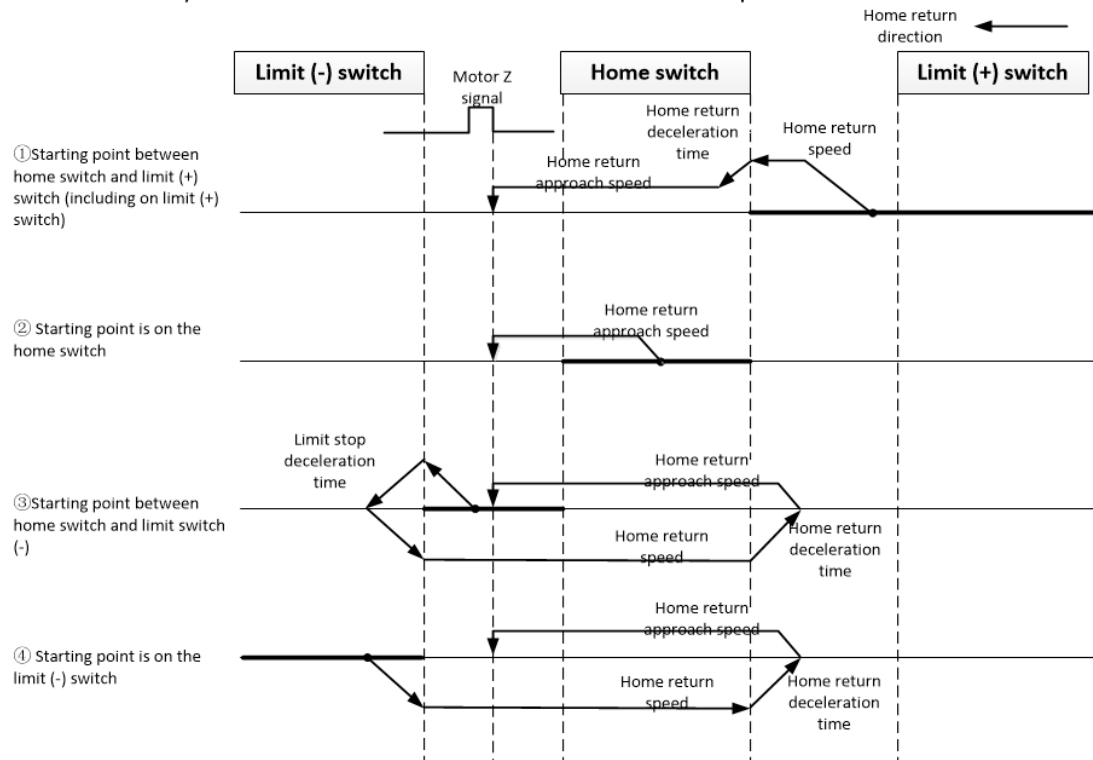 Home return
direction
Limit (-) switch
Home switch
Limit (+) switch
Motor Z
signal
Home return
deceleration
time
Home return
speed
①Starting point between
home switch and limit (+)
switch (including on limit (+)
switch)
Home return
approach speed
② Starting point is on the
home switch
Home return
approach speed
Limit stop
deceleration
time
Home return
approach speed
③Starting point between
home switch and limit switch
(-)
Home return
speed
Home return
deceleration
time
Home return
approach speed
④ Starting point is on the
limit (-) switch
Home return
speed
Home return
deceleration
time